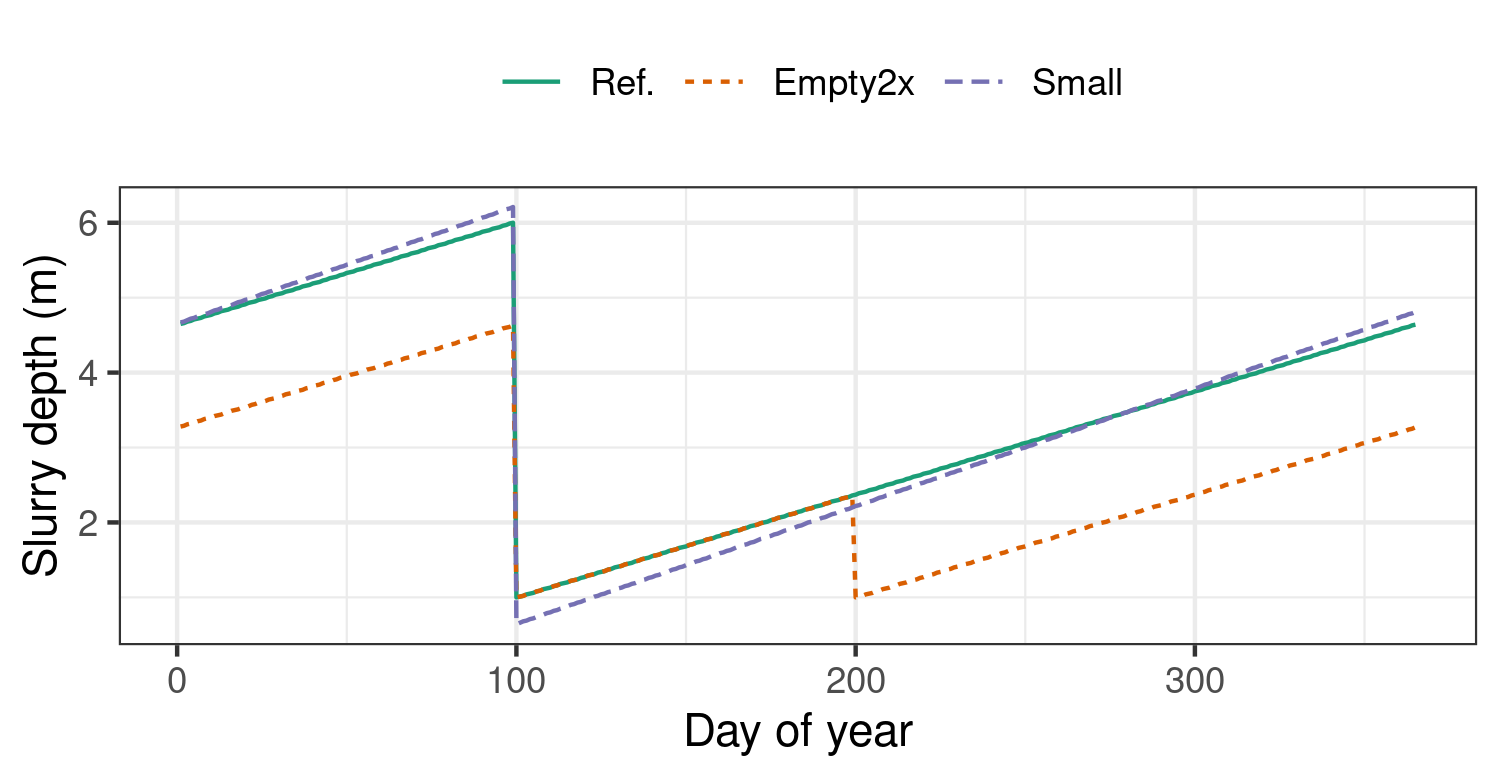 Ref. Empty2x Small
6
4
2
Slurry depth (m)
0 100 200 300
Day of year